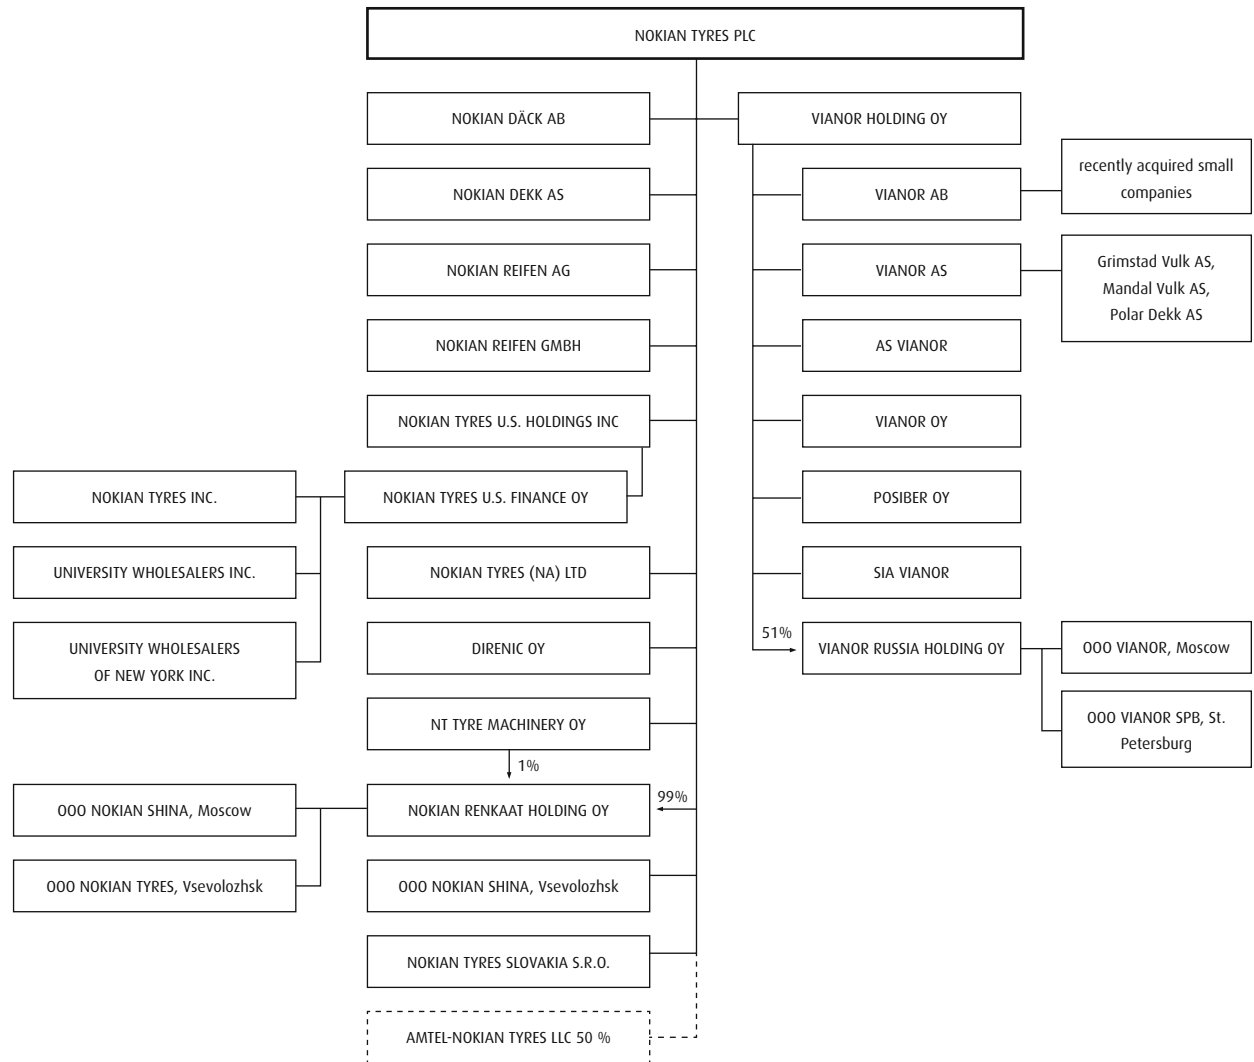 NOKIAN TYRES PLC
NOKIAN DÄCK AB
VIANOR HOLDING OY
NOKIAN DEKK AS
VIANOR AB
recently acquired small
companies
NOKIAN REIFEN AG
VIANOR AS
Grimstad Vulk AS,
Mandal Vulk AS,
Polar Dekk AS
NOKIAN REIFEN GMBH
AS VIANOR
NOKIAN TYRES U.S. HOLDINGS INC
VIANOR OY
NOKIAN TYRES INC.
NOKIAN TYRES U.S. FINANCE OY
POSIBER OY
UNIVERSITY WHOLESALERS INC.
NOKIAN TYRES (NA) LTD
SIA VIANOR
UNIVERSITY WHOLESALERS
OF NEW YORK INC.
DIRENIC OY
51%
VIANOR RUSSIA HOLDING OY
OOO VIANOR, Moscow
NT TYRE MACHINERY OY
OOO VIANOR SPB, St.
Petersburg
1%
OOO NOKIAN SHINA, Moscow
NOKIAN RENKAAT HOLDING OY
99%
OOO NOKIAN TYRES, Vsevolozhsk
OOO NOKIAN SHINA, Vsevolozhsk
NOKIAN TYRES SLOVAKIA S.R.O.
AMTEL-NOKIAN TYRES LLC 50 %